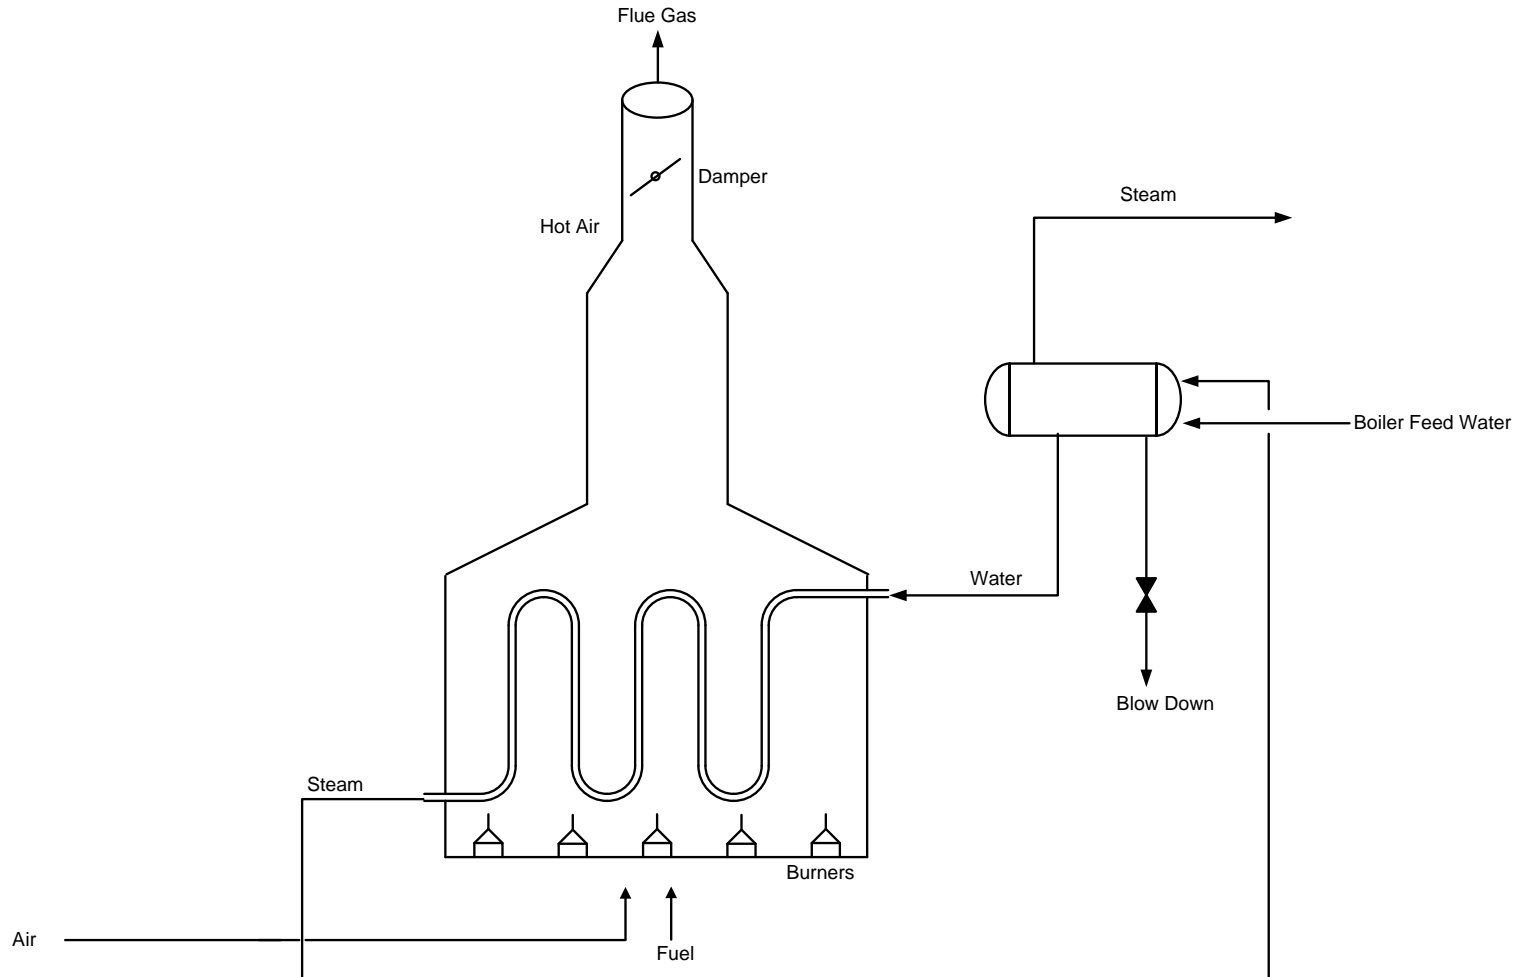 Flue Gas
Damper
Steam
Hot Air
Boiler Feed Water
Water
Blow Down
Steam
Burners
Air
Fuel